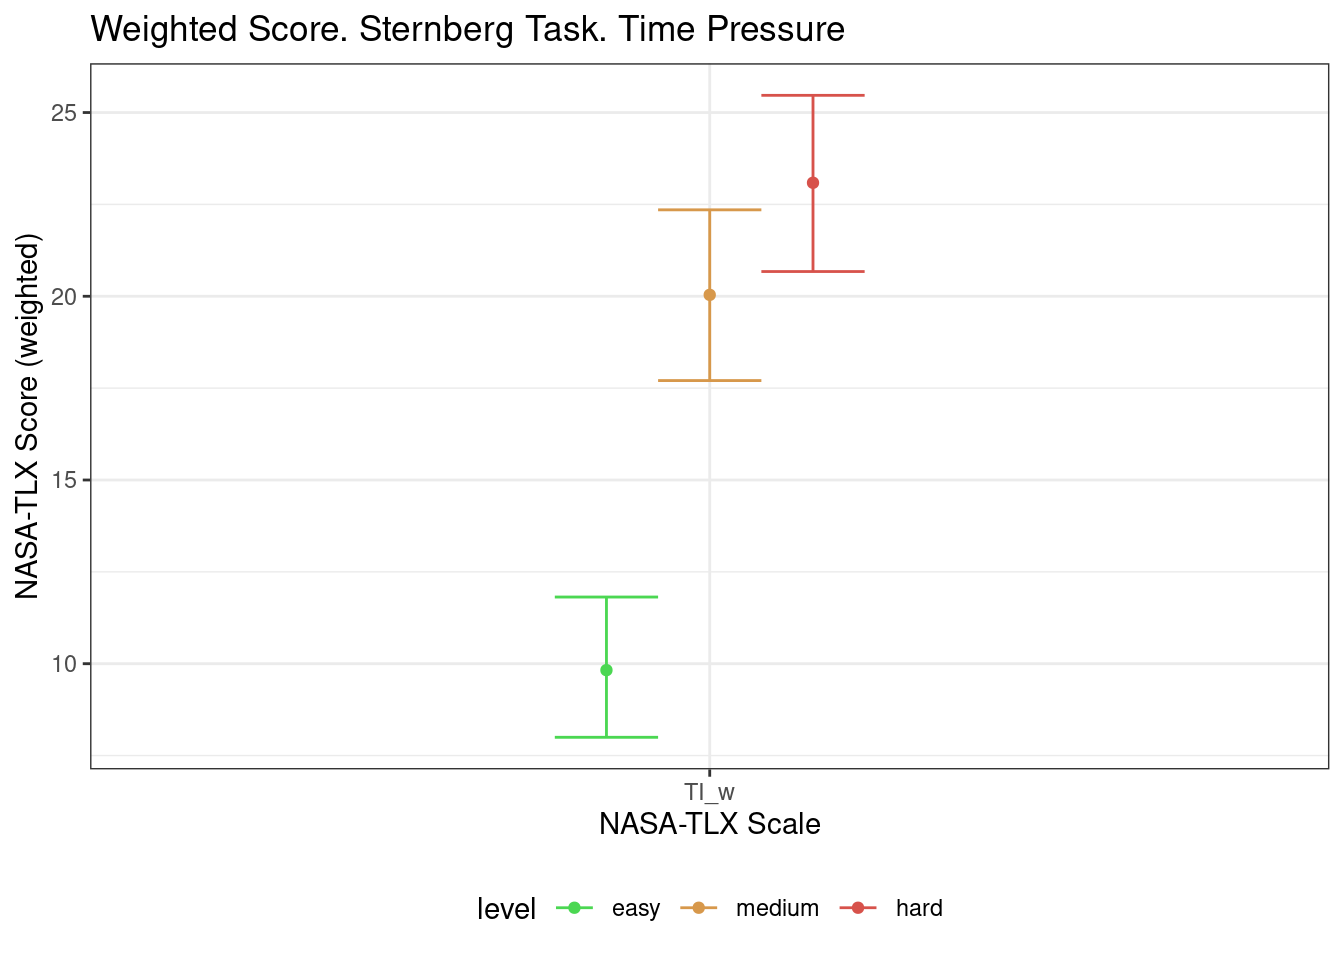 Weighted Score. Sternberg Task. Time Pressure
NASA-TLX Score (weighted)
25
20
15
10
TI_w
NASA-TLX Scale
level easy medium hard